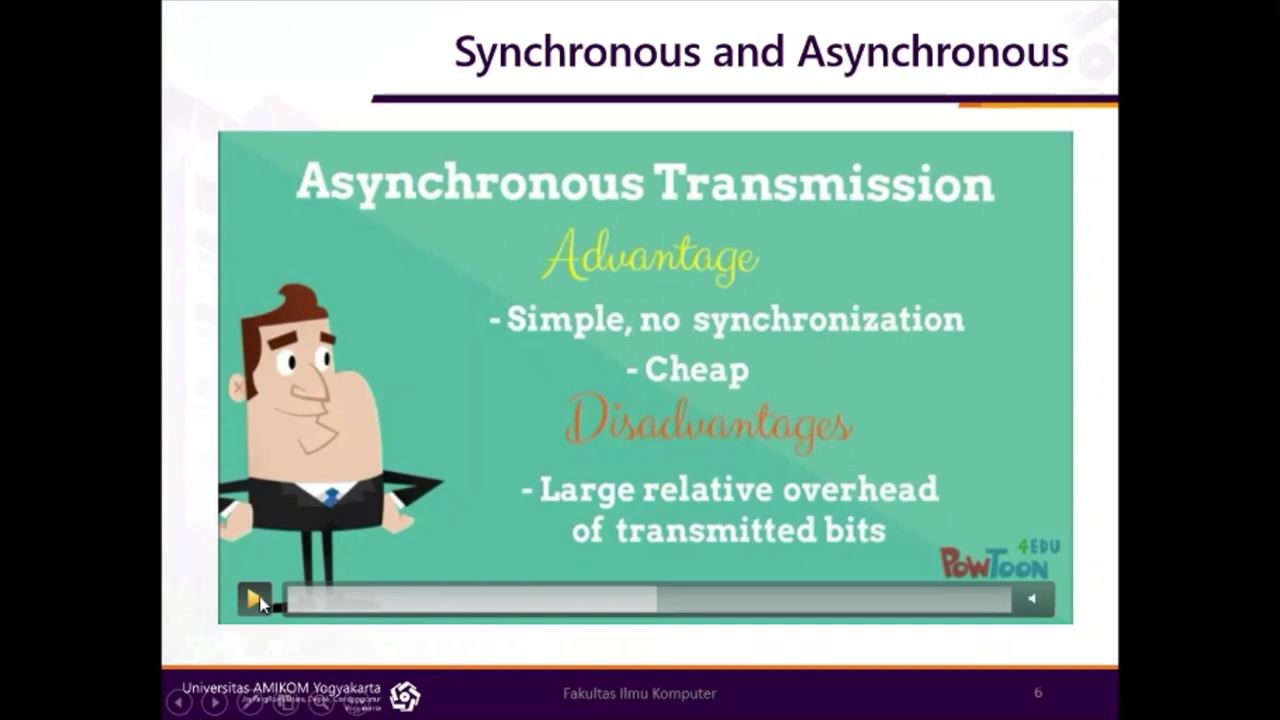 Synchronous and Asynchronous
Asynchronous Transmission
Advantage
- Simple, no synchronization
- Cheap
Disadvantages
- Large relative overhead
of transmitted bits
4EDU
PowToon
Universitas AMIKOM Yogyakarta
Yogyakarta
Fakultas Ilmu Komputer
6